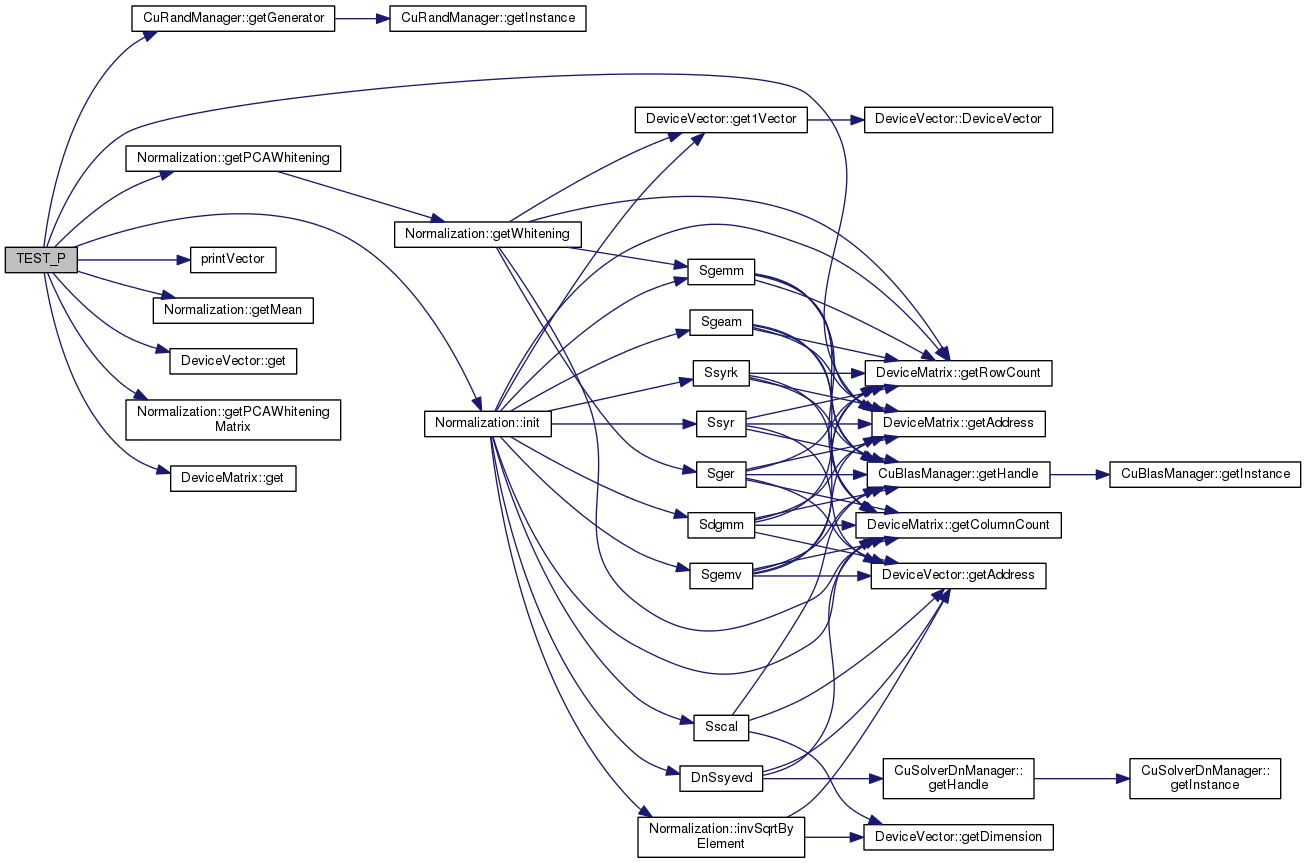 CuRandManager::getGenerator
CuRandManager::getInstance
DeviceVector::get1Vector
DeviceVector::DeviceVector
Normalization::getPCAWhitening
Normalization::getWhitening
TEST_P
printVector
Sgemm
Normalization::getMean
Sgeam
DeviceVector::get
Ssyrk
DeviceMatrix::getRowCount
Normalization::getPCAWhitening
Matrix
Normalization::init
Ssyr
DeviceMatrix::getAddress
DeviceMatrix::get
Sger
CuBlasManager::getHandle
CuBlasManager::getInstance
Sdgmm
DeviceMatrix::getColumnCount
Sgemv
DeviceVector::getAddress
Sscal
DnSsyevd
CuSolverDnManager::
getHandle
CuSolverDnManager::
getInstance
Normalization::invSqrtBy
Element
DeviceVector::getDimension